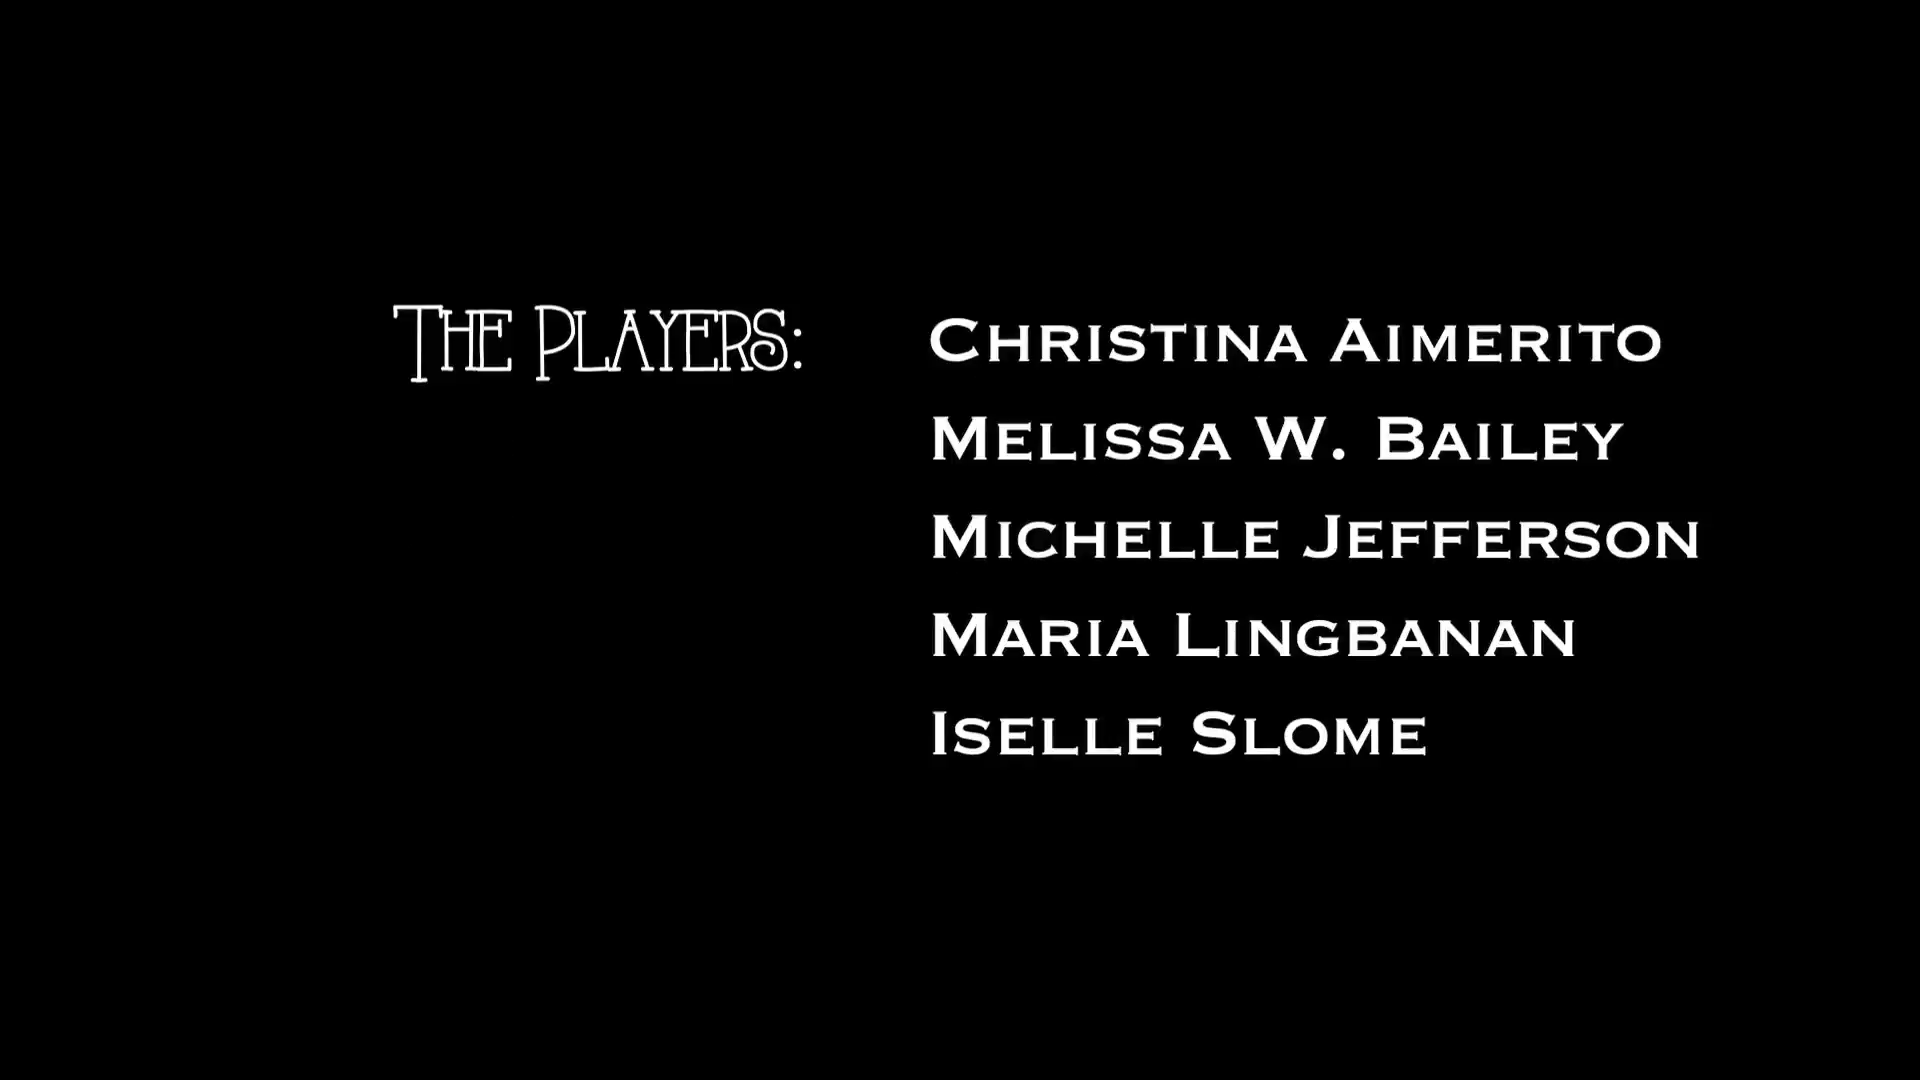 The Players: Christina Aimerito
Melissa W. Bailey
Michelle Jefferson
Maria Lingbanan
Iselle Slome